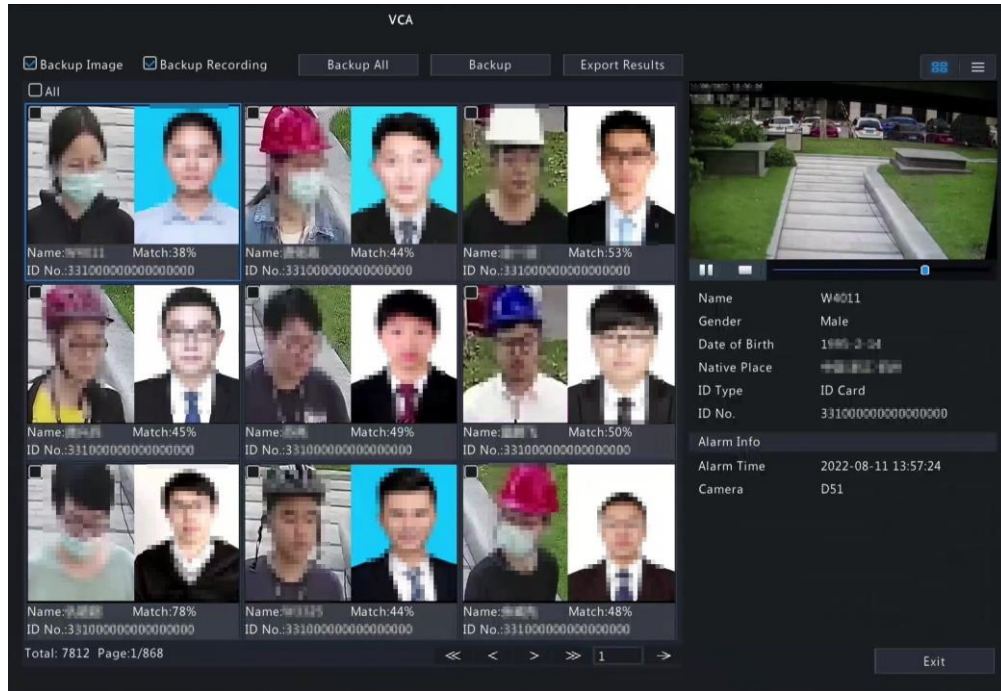 VCA
Backup Image Backup Recording Backup All Backup Export Results
All
Name: Match:38% Name: Match:44% Name: Match:53%
ID No.:331000000000000000 ID No.:331000000000000000 ID No.:331000000000000000
Name: Match:45% Name: Match:49% Name: Match:50%
ID No.:331000000000000000 ID No.:331000000000000000 ID No.:331000000000000000
Name: Match:78% Name: Match:44% Name: Match:48%
ID No.:331000000000000000 ID No.:331000000000000000 ID No.:331000000000000000
Total: 7812 Page:1/868 1
Name W4011
Gender Male
Date of Birth
Native Place
ID Type ID Card
ID No. 331000000000000000
Alarm Info
Alarm Time 2022-08-11 13:57:24
Camera D51
Exit